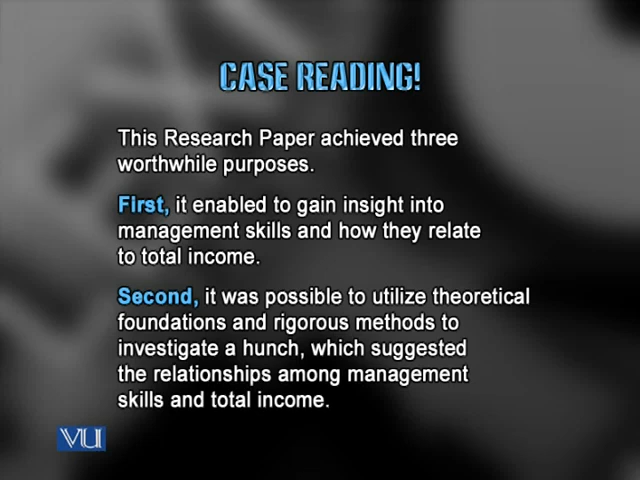 CASE READING!
This Research Paper achieved three
worthwhile purposes.
First, it enabled to gain insight into
management skills and how they relate
to total income.
Second, it was possible to utilize theoretical
foundations and rigorous methods to
investigate a hunch, which suggested
the relationships among management
skills and total income.
VU